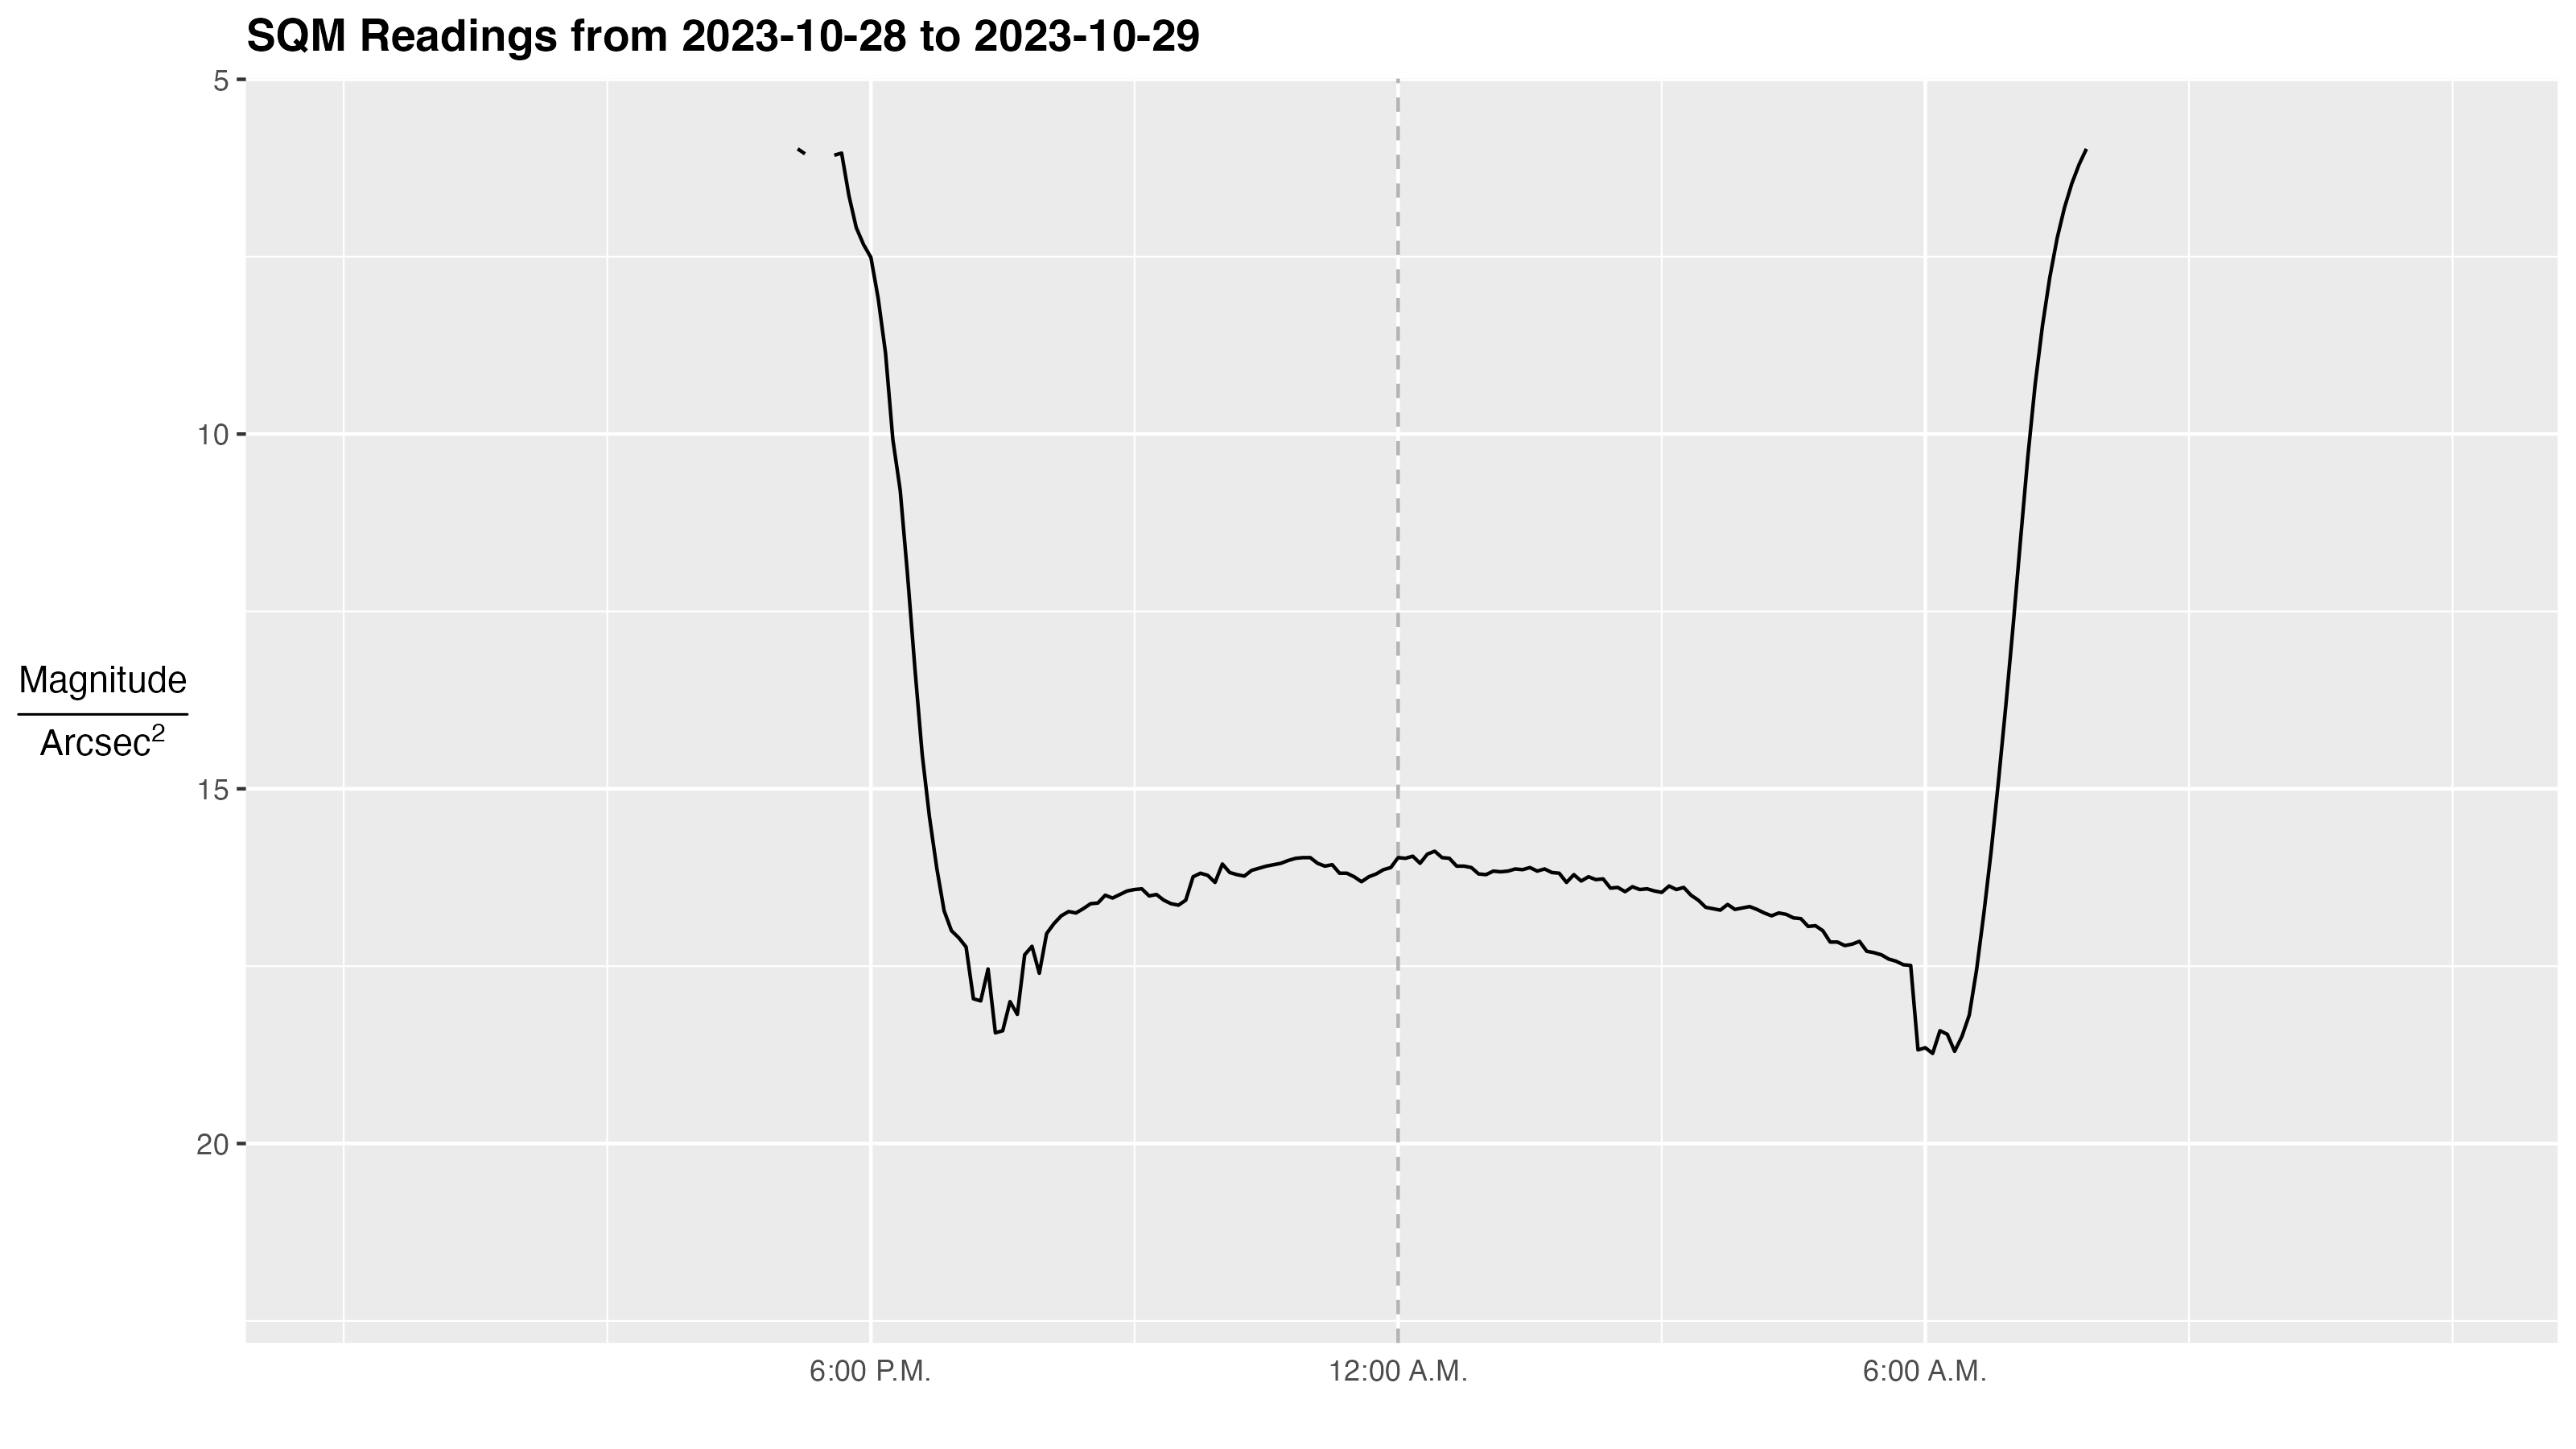 SQM Readings from 2023-10-28 to 2023-10-29
5
10
15
20
Magnitude
Arcsec²
6:00 P.M.
12:00 A.M.
6:00 A.M.